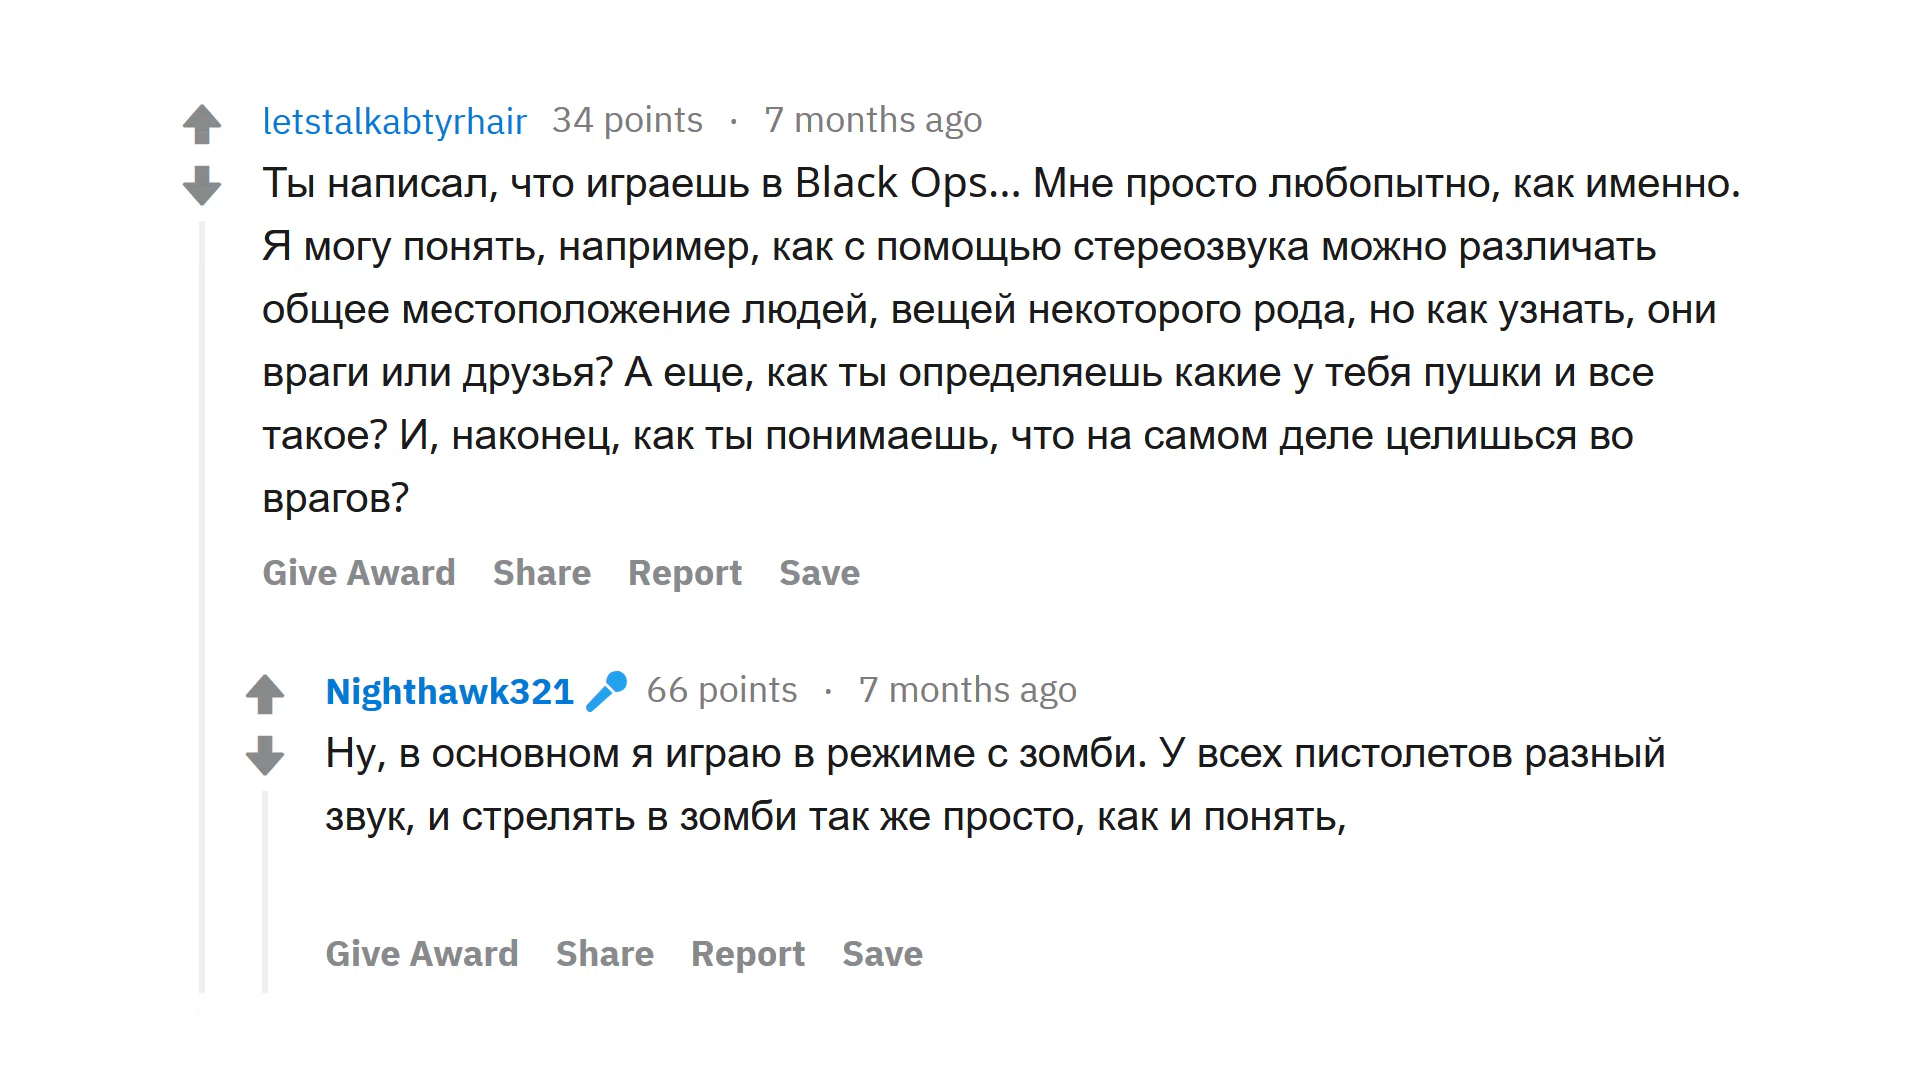 letstalkabtyrhair 34 points · 7 months ago
Ты написал, что играешь в Black Ops... Мне просто любопытно, как именно.
Я могу понять, например, как с помощью стереозвука можно различать
общее местоположение людей, вещей некоторого рода, но как узнать, они
враги или друзья? А еще, как ты определяешь какие у тебя пушки и все
такое? И, наконец, как ты понимаешь, что на самом деле целишься во
врагов?
Give Award Share Report Save
Nighthawk321 66 points · 7 months ago
Ну, в основном я играю в режиме с зомби. У всех пистолетов разный
звук, и стрелять в зомби так же просто, как и понять,
Give Award Share Report Save